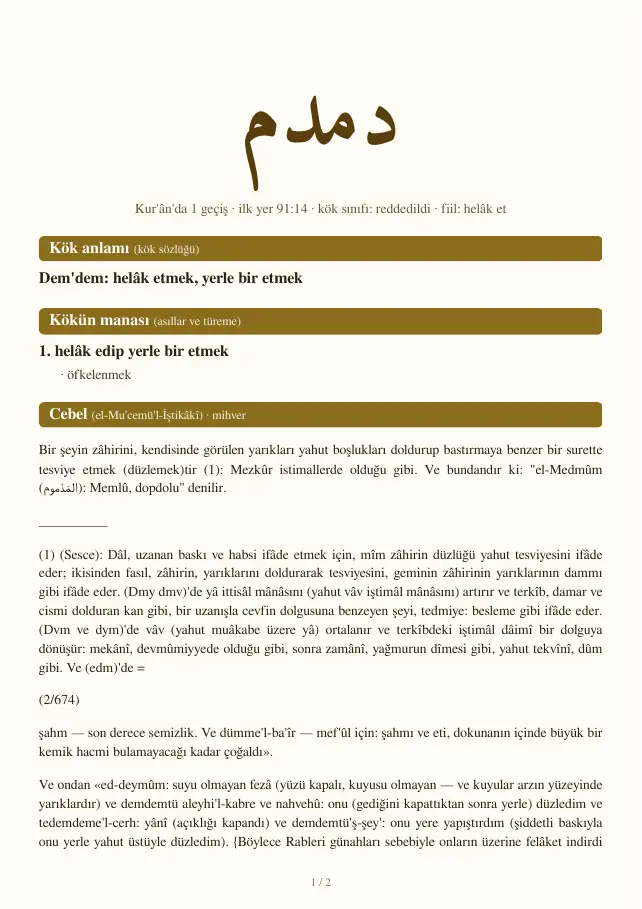 دمدم
Kur'ân'da 1 geçiş · ilk yer 91:14 · kök sınıfı: reddedildi · fiil: helâk et
Kök anlamı (kök sözlüğü)
Dem'dem: helâk etmek, yerle bir etmek
Kökün manası (asıllar ve türeme)
1. helâk edip yerle bir etmek
· öfkelenmek
Cebel (el-Mu'cemü'l-İştikâkî) · mihver
Bir şeyin zâhirini, kendisinde görülen yarıkları yahut boşlukları doldurup bastırmaya benzer bir surette
tesviye etmek (düzlemek)tir (1): Mezkûr istimallerde olduğu gibi. Ve bundandır ki: "el-Medmûm
(المَدْموم): Memlû, dopdolu" denilir.
(1) (Sesce): Dâl, uzanan baskı ve habsi ifâde etmek için, mîm zâhirin düzlüğü yahut tesviyesini ifâde
eder; ikisinden fasıl, zâhirin, yarıklarını doldurarak tesviyesini, geminin zâhirinin yarıklarının dammı
gibi ifâde eder. (Dmy dmv)'de yâ ittisâl mânâsını (yahut vâv iştimâl mânâsını) artırır ve terkîb, damar ve
cismi dolduran kan gibi, bir uzanışla cevfin dolgusuna benzeyen şeyi, tedmiye: besleme gibi ifâde eder.
(Dvm ve dym)'de vâv (yahut muâkabe üzere yâ) ortalanır ve terkîbdeki iştimâl dâimî bir dolguya
dönüşür: mekânî, devmûmiyyede olduğu gibi, sonra zamânî, yağmurun dîmesi gibi, yahut tekvînî, dûm
gibi. Ve (edm)'de =
(2/674)
şahm — son derece semizlik. Ve dümme'l-ba'îr — mef'ûl için: şahmı ve eti, dokunanın içinde büyük bir
kemik hacmi bulamayacağı kadar çoğaldı».
Ve ondan «ed-deymûm: suyu olmayan fezâ (yüzü kapalı, kuyusu olmayan — ve kuyular arzın yüzeyinde
yarıklardır) ve demdemtü aleyhi'l-kabre ve nahvehû: onu (gediğini kapattıktan sonra yerle) düzledim ve
tedemdeme'l-cerh: yânî (açıklığı kapandı) ve demdemtü'ş-şey': onu yere yapıştırdım (şiddetli baskıyla
onu yerle yahut üstüyle düzledim). {Böylece Rableri günahları sebebiyle onların üzerine felâket indirdi
1 / 2